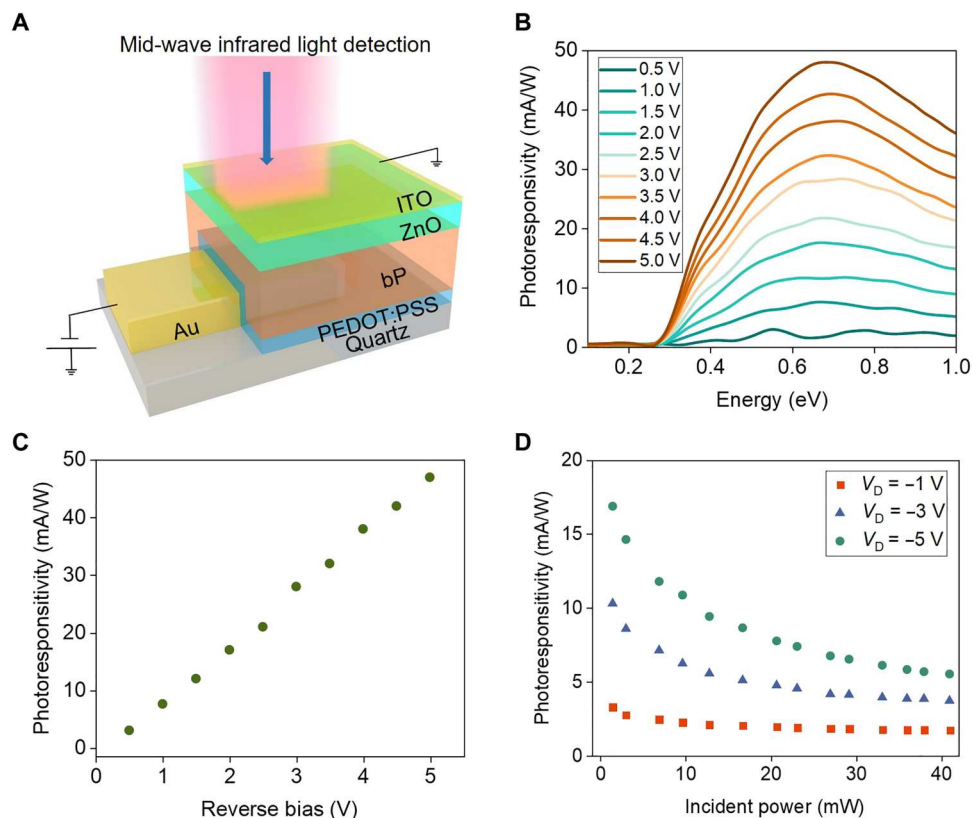 A
Mid-wave infrared light detection
ITO
ZnO
bP
PEDOT:PSS
Quartz
Au
B
Photoresponsivity (mA/W)
50
40
30
20
10
0
0.5 V
1.0 V
1.5 V
2.0 V
2.5 V
3.0 V
3.5 V
4.0 V
4.5 V
5.0 V
0.2 0.4 0.6 0.8 1.0
Energy (eV)
C
Photoresponsitivity (mA/W)
50
40
30
20
10
0
0 1 2 3 4 5
Reverse bias (V)
D
Photoresponsitivity (mA/W)
20
15
10
5
0
V_D = –1 V
V_D = –3 V
V_D = –5 V
0 10 20 30 40
Incident power (mW)